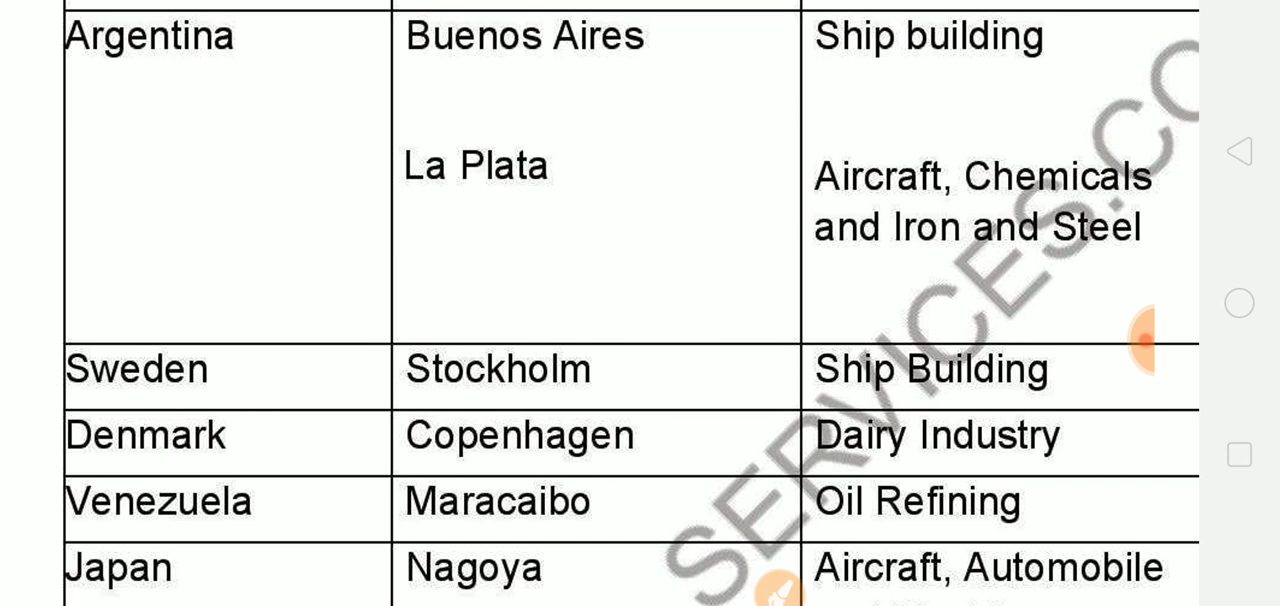 Argentina Buenos Aires Ship building
La Plata
Aircraft, Chemicals
and Iron and Steel
Sweden Stockholm Ship Building
Denmark Copenhagen Dairy Industry
Venezuela Maracaibo Oil Refining
Japan Nagoya Aircraft, Automobile
SERVICES.CO